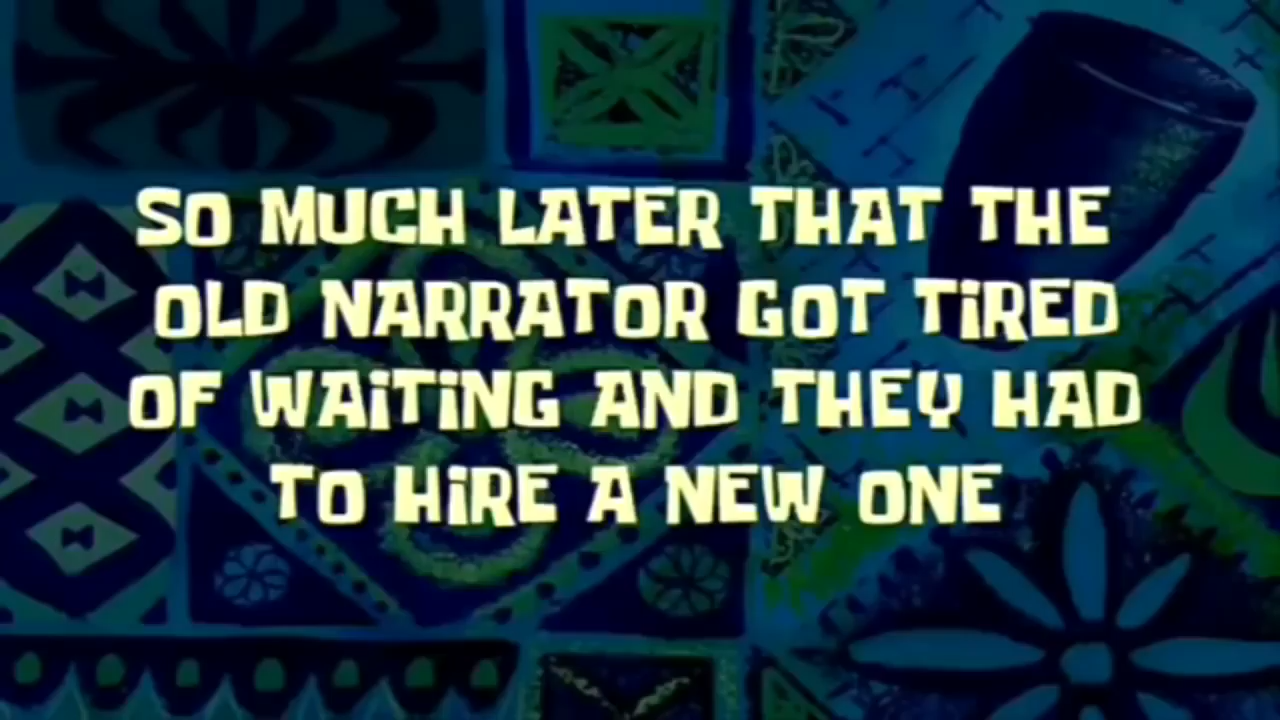 SO MUCH LATER THAT THE
OLD NARRATOR GOT TiRED
OF WAiTiNG AND THEY HAD
TO HiRE A NEW ONE